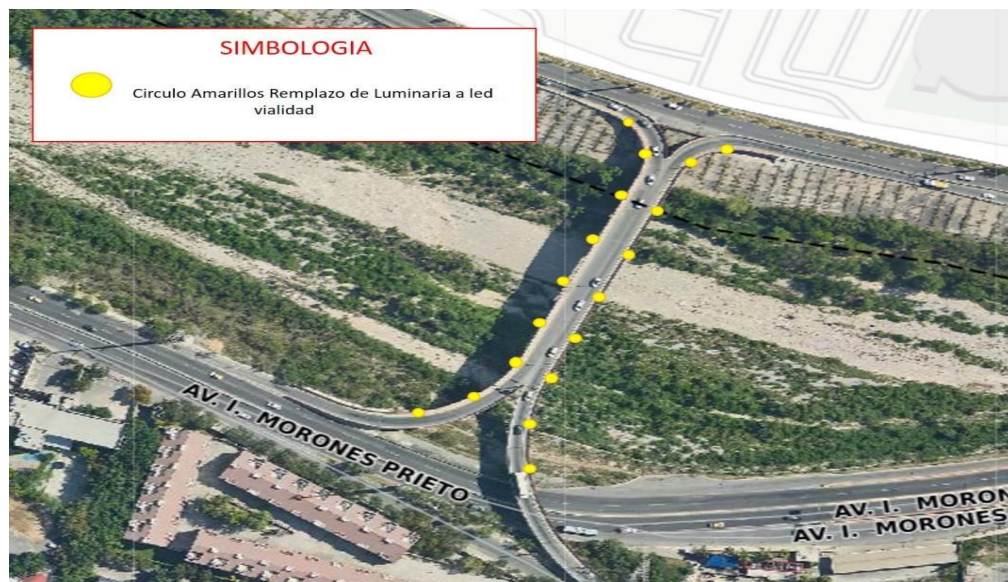 SIMBOLOGIA
Circulo Amarillos Remplazo de Luminaria a led
vialidad
AV. I. MORONES PRIETO
AV. I. MORON
AV. I. MORONES